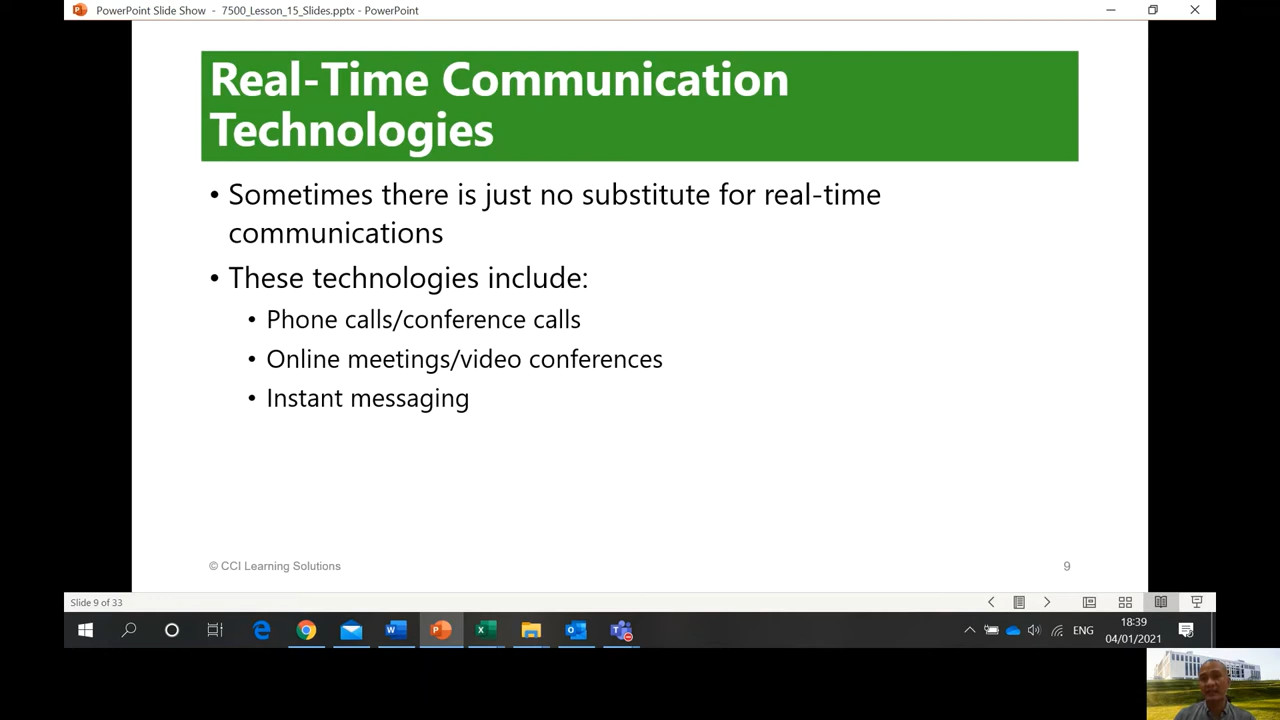 PowerPoint Slide Show - 7500_Lesson_15_Slides.pptx - PowerPoint
Real-Time Communication
Technologies
• Sometimes there is just no substitute for real-time
communications
• These technologies include:
• Phone calls/conference calls
• Online meetings/video conferences
• Instant messaging
© CCI Learning Solutions
9
Slide 9 of 33
ENG
18:39
04/01/2021